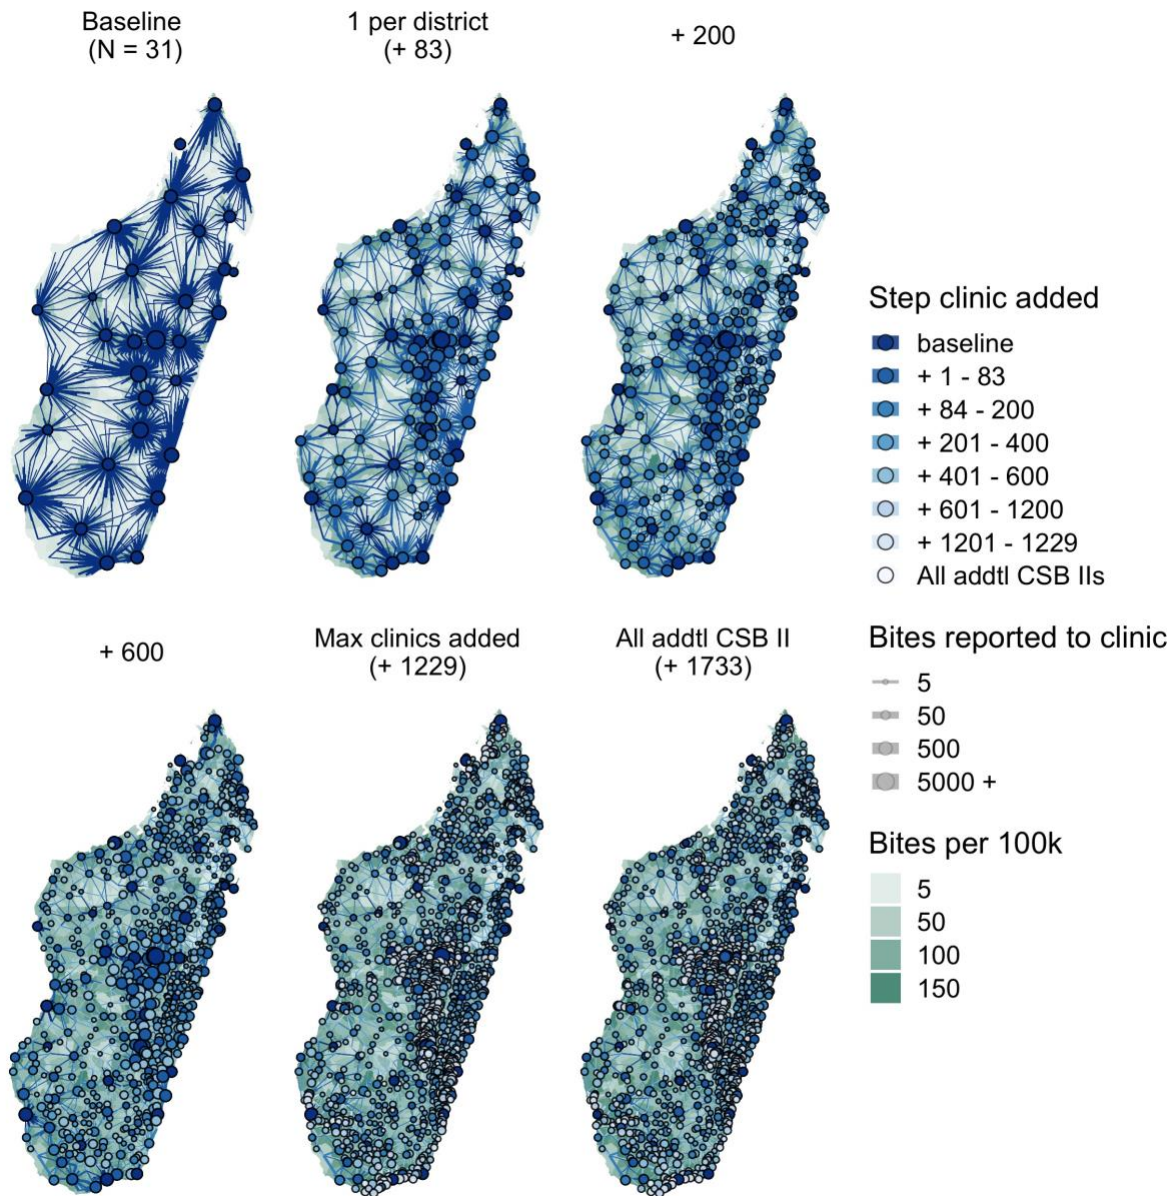 Baseline
(N = 31)
1 per district
(+ 83)
+ 200
Step clinic added
baseline
+ 1 - 83
+ 84 - 200
+ 201 - 400
+ 401 - 600
+ 601 - 1200
+ 1201 - 1229
All addtl CSB IIs
+ 600
Max clinics added
(+ 1229)
All addtl CSB II
(+ 1733)
Bites reported to clinic
5
50
500
5000 +
Bites per 100k
5
50
100
150